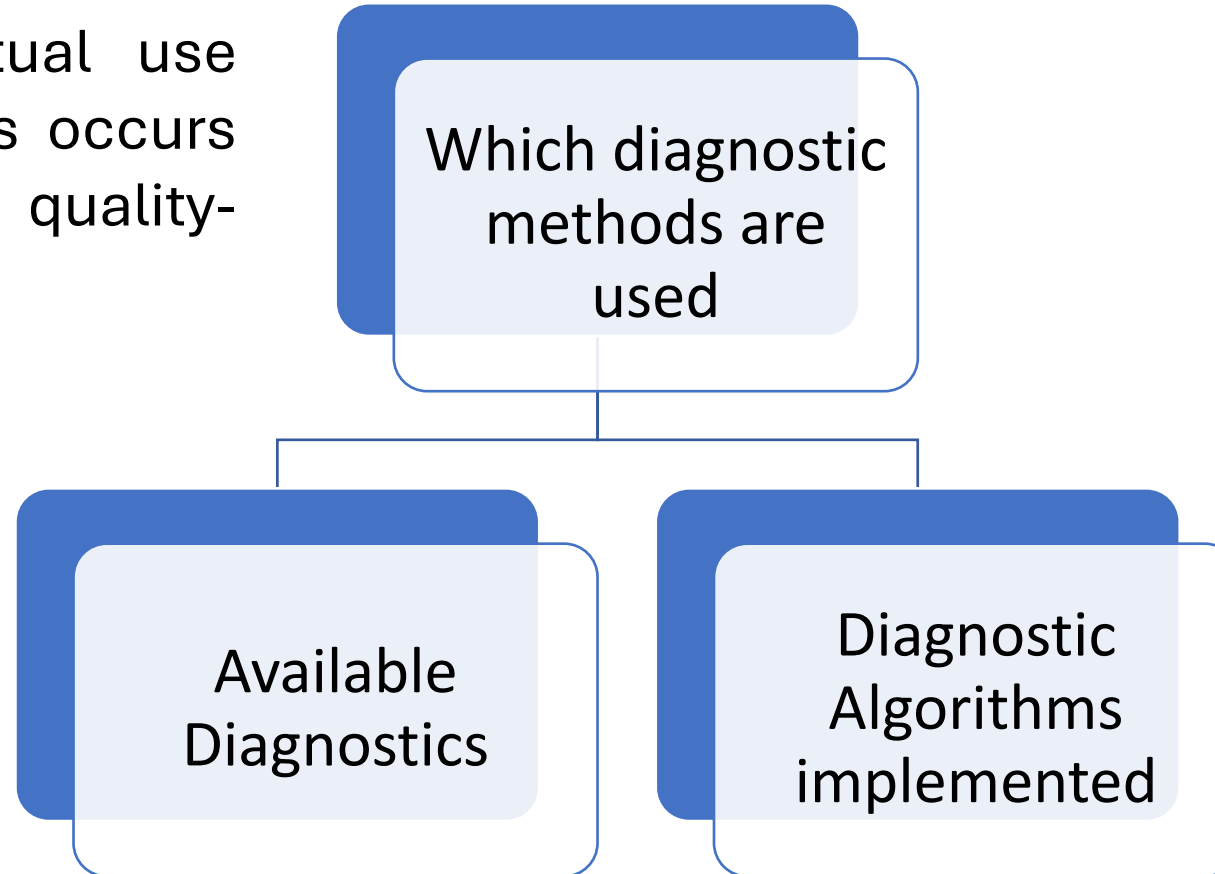 tual use
s occurs
quality-
Which diagnostic
methods are
used
Available
Diagnostics
Diagnostic
Algorithms
implemented